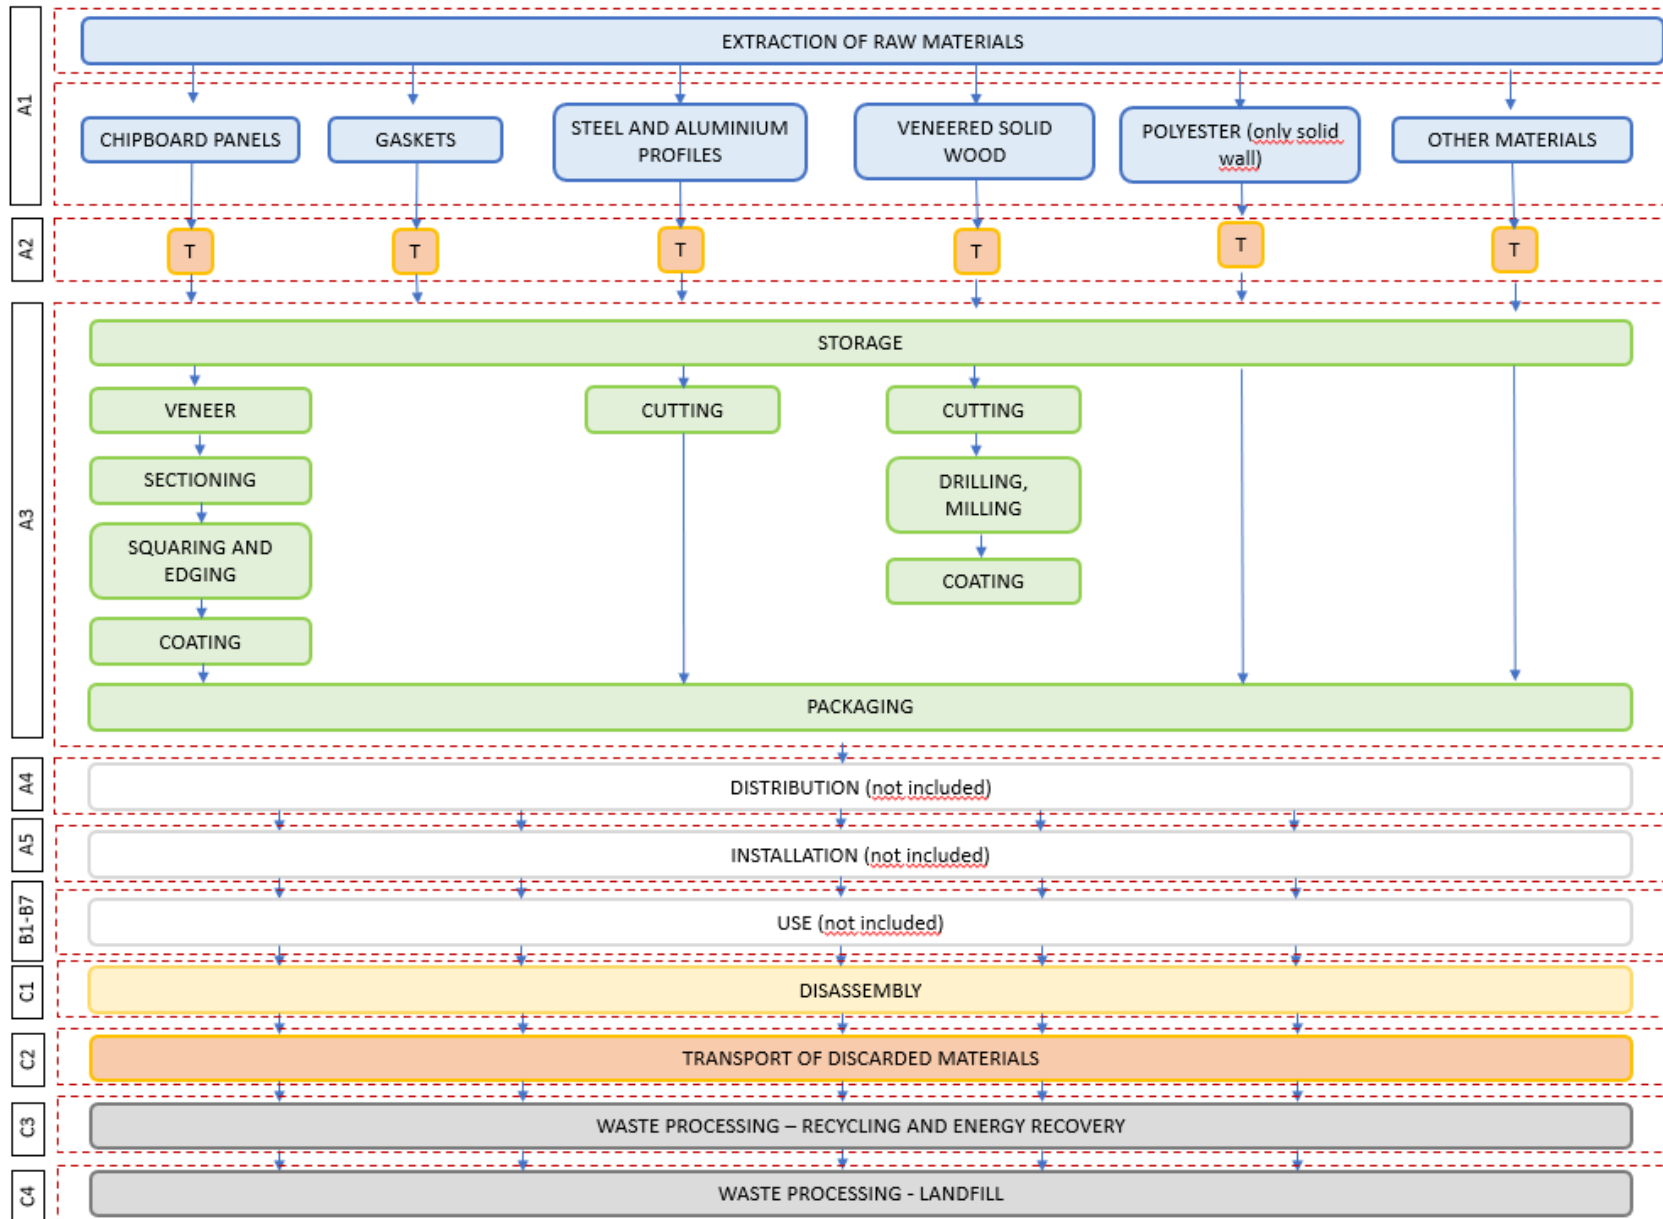 A1
EXTRACTION OF RAW MATERIALS
CHIPBOARD PANELS
GASKETS
STEEL AND ALUMINIUM
PROFILES
VENEERED SOLID
WOOD
POLYESTER (only solid
wall)
OTHER MATERIALS
A2
T
T
T
T
T
T
A3
STORAGE
VENEER
SECTIONING
SQUARING AND
EDGING
COATING
CUTTING
CUTTING
DRILLING,
MILLING
COATING
PACKAGING
A4
DISTRIBUTION (not included)
A5
INSTALLATION (not included)
B1-B7
USE (not included)
C1
DISASSEMBLY
C2
TRANSPORT OF DISCARDED MATERIALS
C3
WASTE PROCESSING – RECYCLING AND ENERGY RECOVERY
C4
WASTE PROCESSING - LANDFILL